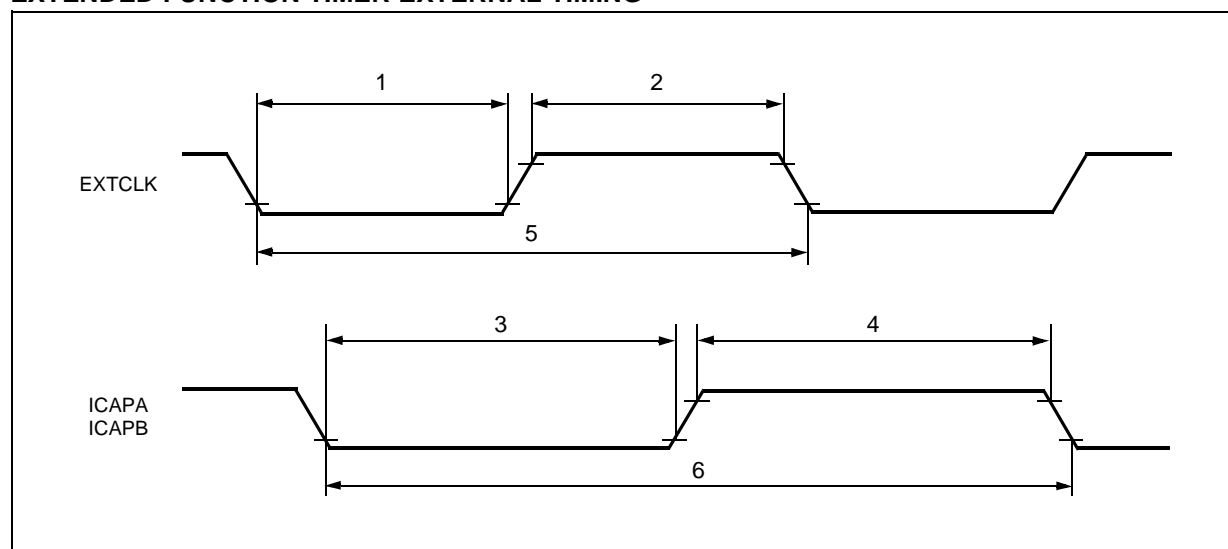 EXTENDED FUNCTION TIMER EXTERNAL TIMING
1
2
EXTCLK
5
3
4
ICAPA
ICAPB
6